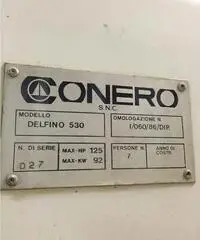 CONERO
S.N.C.
MODELLO
DELFINO 530
OMOLOGAZIONE N.
1/060/86/DIP.
N. DI SERIE
027
MAX-HP 125
MAX-KW 92
PERSONE N.
7
ANNO DI
COSTR.